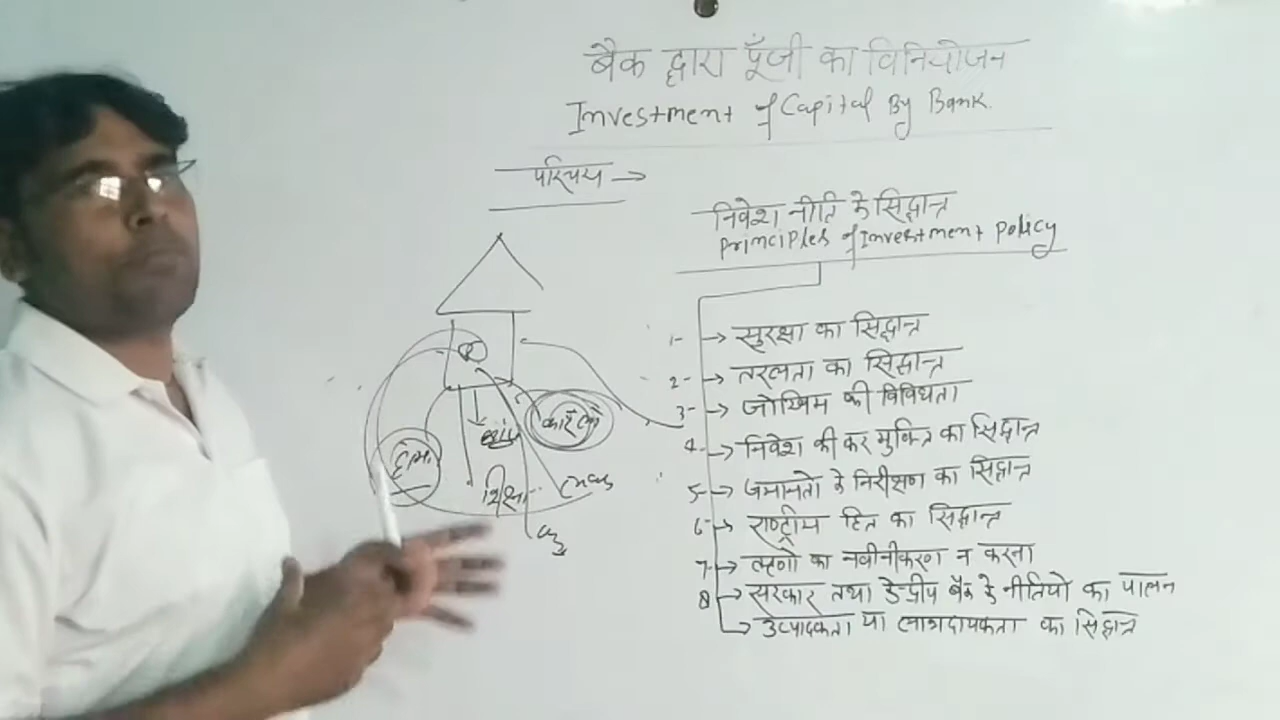 बैंक द्वारा पूँजी का विनियोजन
Investment of Capital By Bank.
परिचय →
निवेश नीति के सिद्धान्त
Principles of Investment Policy
1- → सुरक्षा का सिद्धान्त
2- → तरलता का सिद्धान्त
3- → जोखिम की विविधता
4- → निवेश की कर मुक्ति का सिद्धान्त
5- → जमानतो के निरीक्षण का सिद्धान्त
6- → राष्ट्रीय हित का सिद्धान्त
7- → ऋणो का नवीनीकरण न करना
8 → सरकार तथा केन्द्रीय बैंक के नीतियो का पालन
→ उत्पादकता या लाभदायकता का सिद्धान्त